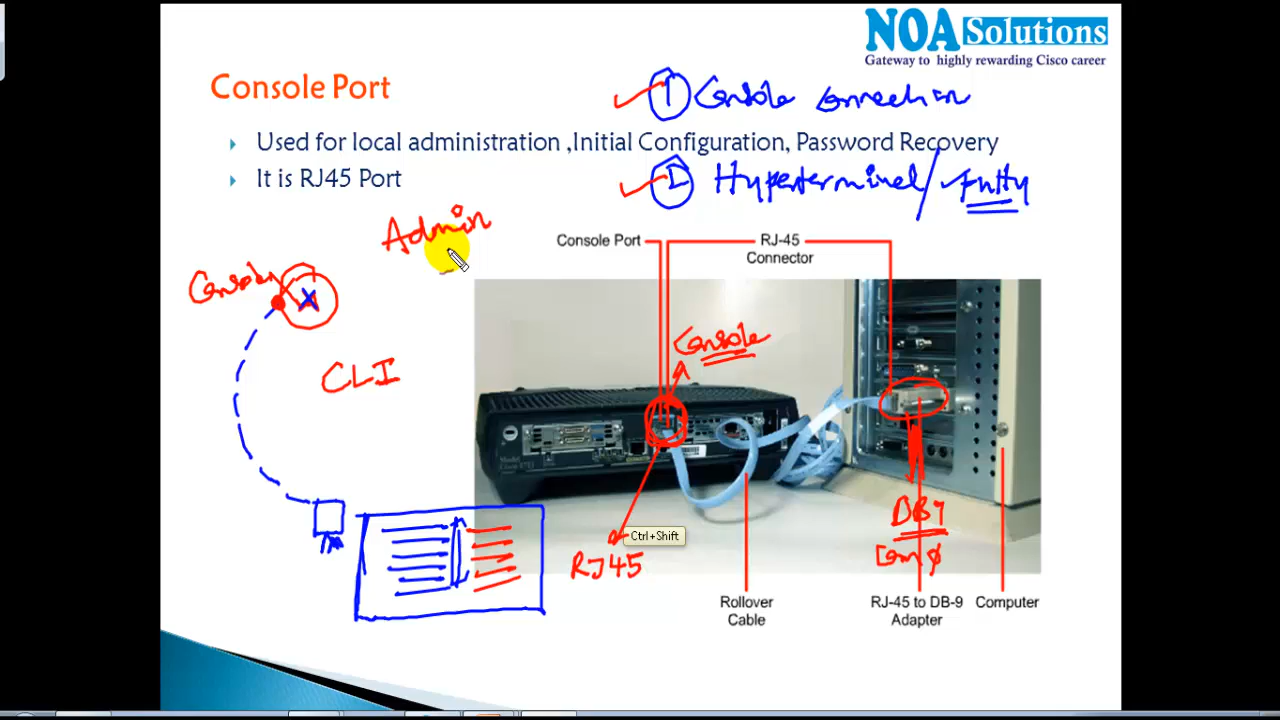 NOA Solutions
Gateway to highly rewarding Cisco career
Console Port
① Console connection
Used for local administration ,Initial Configuration, Password Recovery
It is RJ45 Port
② Hyperterminal/Putty
Admin
Console Port
RJ-45
Connector
Console
Console
CLI
DB9
Ctrl+Shift
RJ45
Com
Rollover
Cable
RJ-45 to DB-9
Adapter
Computer